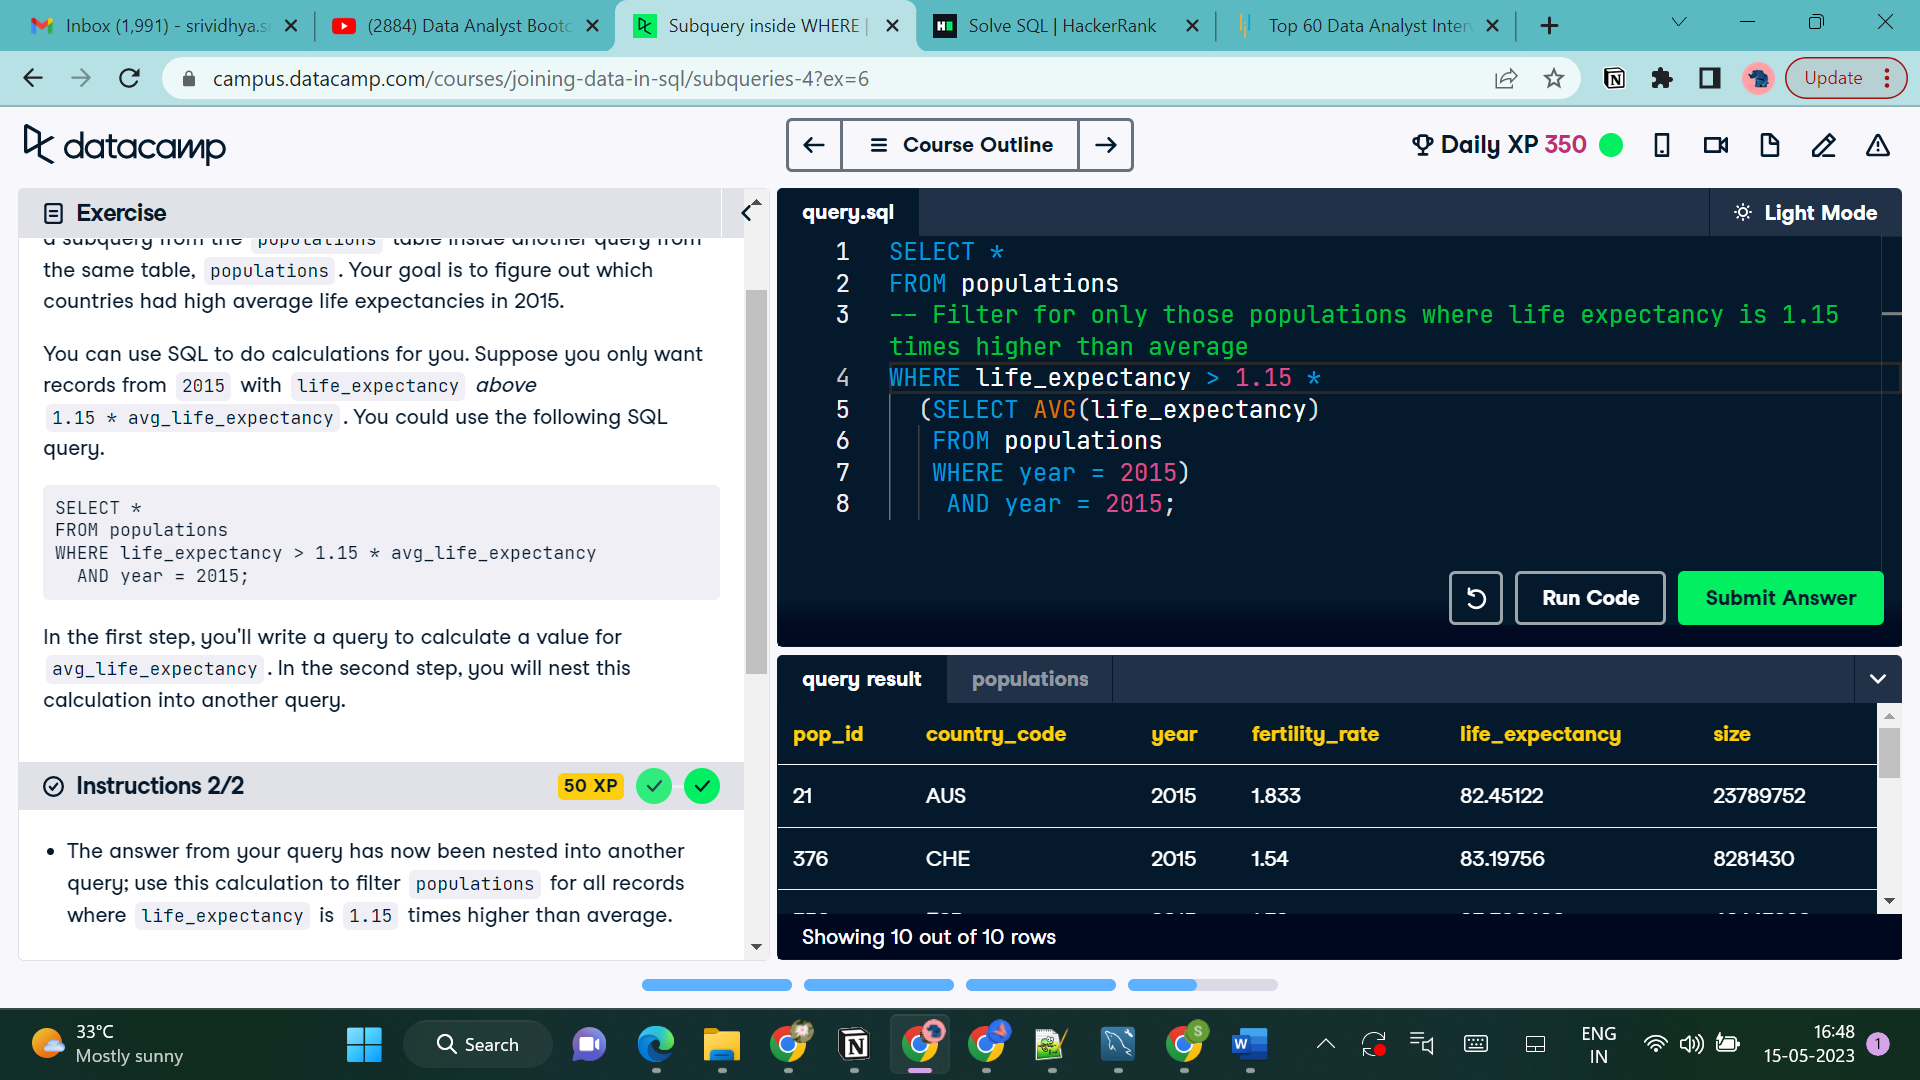 Inbox (1,991) - srividhya.s
(2884) Data Analyst Bootc
Subquery inside WHERE |
Solve SQL | HackerRank
Top 60 Data Analyst Interv
campus.datacamp.com/courses/joining-data-in-sql/subqueries-4?ex=6
Update
datacamp
Course Outline
Daily XP 350
Exercise
a subquery from the populations table inside another query from
the same table, populations . Your goal is to figure out which
countries had high average life expectancies in 2015.
You can use SQL to do calculations for you. Suppose you only want
records from 2015 with life_expectancy above
1.15 * avg_life_expectancy . You could use the following SQL
query.
SELECT *
FROM populations
WHERE life_expectancy > 1.15 * avg_life_expectancy
AND year = 2015;
In the first step, you'll write a query to calculate a value for
avg_life_expectancy . In the second step, you will nest this
calculation into another query.
Instructions 2/2
50 XP
• The answer from your query has now been nested into another
query; use this calculation to filter populations for all records
where life_expectancy is 1.15 times higher than average.
query.sql
Light Mode
1 SELECT *
2 FROM populations
3 -- Filter for only those populations where life expectancy is 1.15
times higher than average
4 WHERE life_expectancy > 1.15 *
5 (SELECT AVG(life_expectancy)
6 FROM populations
7 WHERE year = 2015)
8 AND year = 2015;
Run Code
Submit Answer
query result
populations
pop_id country_code year fertility_rate life_expectancy size
21 AUS 2015 1.833 82.45122 23789752
376 CHE 2015 1.54 83.19756 8281430
Showing 10 out of 10 rows
33°C
Mostly sunny
Search
ENG
IN
16:48
15-05-2023
1